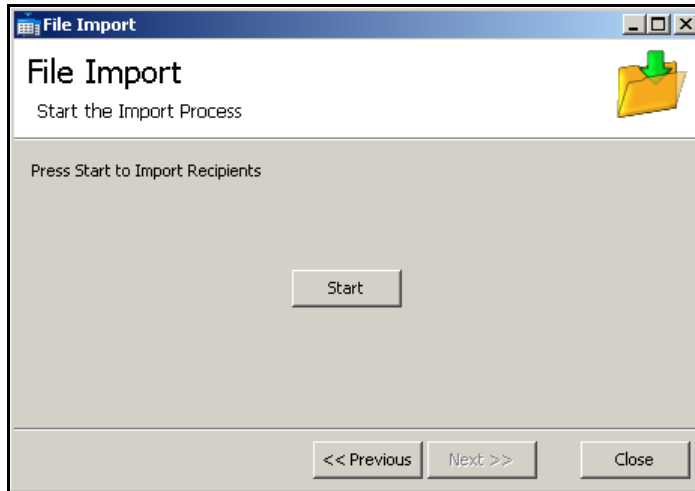 File Import
File Import
Start the Import Process
Press Start to Import Recipients
Start
<< Previous Next >> Close